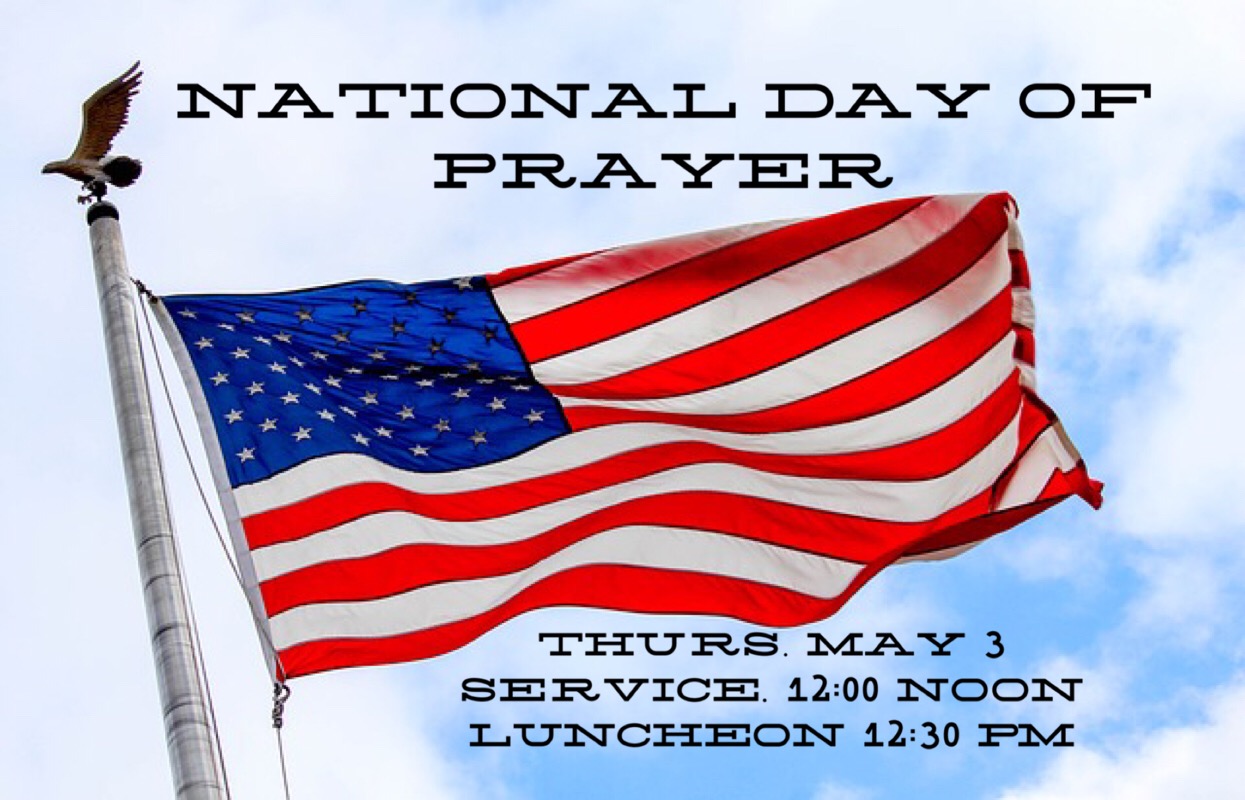 NATIONAL DAY OF
PRAYER
THURS. MAY 3
SERVICE. 12:00 NOON
LUNCHEON 12:30 PM